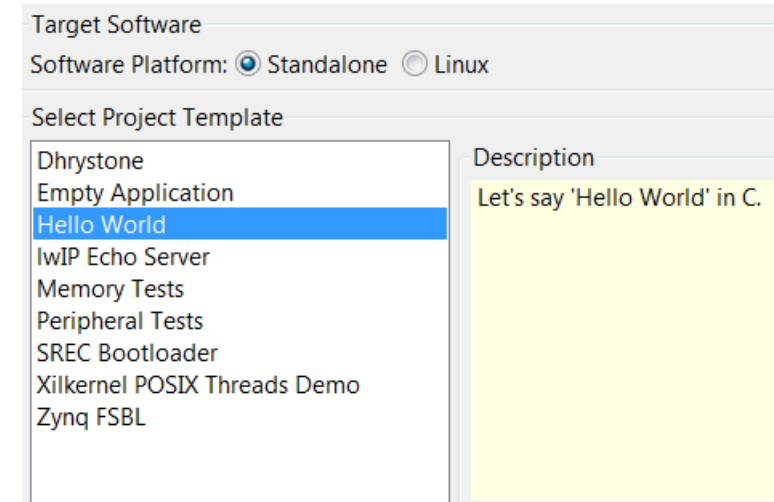 Target Software
Software Platform: Standalone Linux
Select Project Template
Dhrystone
Empty Application
Hello World
lwIP Echo Server
Memory Tests
Peripheral Tests
SREC Bootloader
Xilkernel POSIX Threads Demo
Zynq FSBL
Description
Let's say 'Hello World' in C.